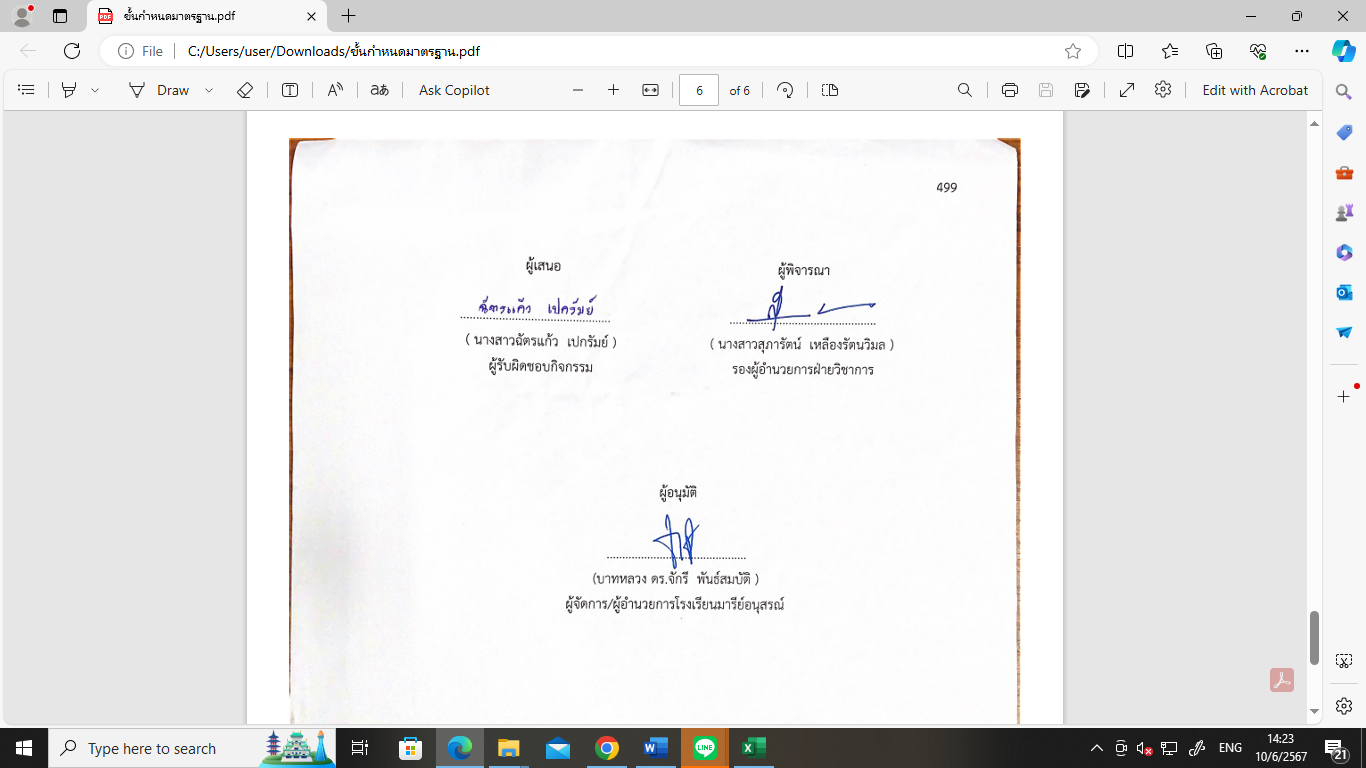 ขั้นกำหนดมาตรฐาน.pdf
File C:/Users/user/Downloads/ขั้นกำหนดมาตรฐาน.pdf
Draw Ask Copilot 6 of 6 Edit with Acrobat
499
ผู้เสนอ ผู้พิจารณา
ฉัตรแก้ว เปกรัมย์
( นางสาวฉัตรแก้ว เปกรัมย์ ) ( นางสาวสุภารัตน์ เหลืองรัตนวิมล )
ผู้รับผิดชอบกิจกรรม รองผู้อำนวยการฝ่ายวิชาการ
ผู้อนุมัติ
(บาทหลวง ดร.จักรี พันธ์สมบัติ )
ผู้จัดการ/ผู้อำนวยการโรงเรียนมารีย์อนุสรณ์
Type here to search
ENG
14:23
10/6/2567
21